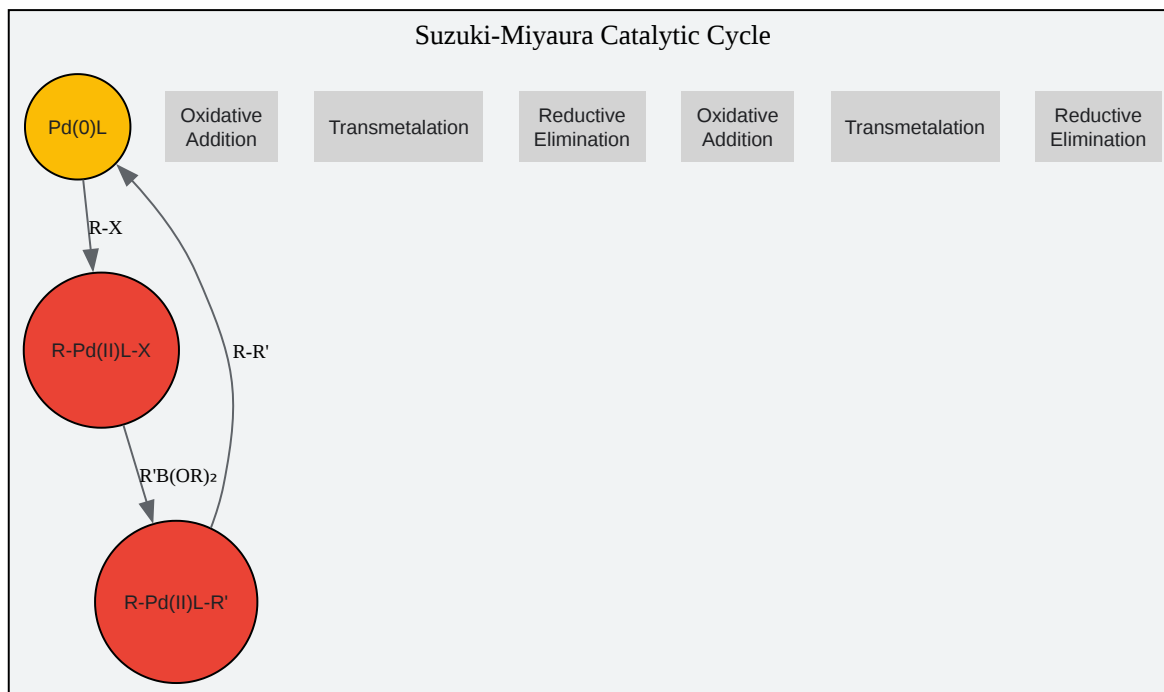 Suzuki-Miyaura Catalytic Cycle
Pd(0)L
Oxidative
Addition
Transmetalation
Reductive
Elimination
Oxidative
Addition
Transmetalation
Reductive
Elimination
R-X
R-Pd(II)L-X
R-R'
R'B(OR)₂
R-Pd(II)L-R'